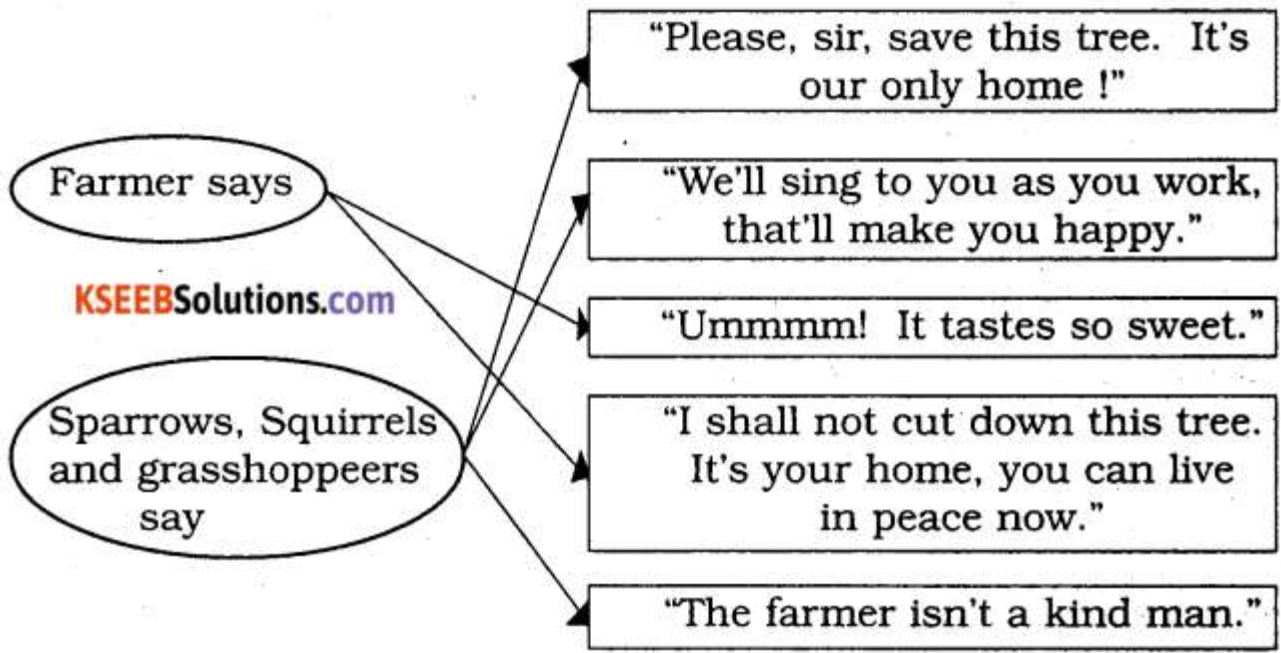 “Please, sir, save this tree. It's
our only home !”
Farmer says
“We'll sing to you as you work,
that'll make you happy.”
KSEEBSolutions.com
“Ummmm! It tastes so sweet.”
Sparrows, Squirrels
and grasshoppeers
say
“I shall not cut down this tree.
It's your home, you can live
in peace now.”
“The farmer isn't a kind man.”